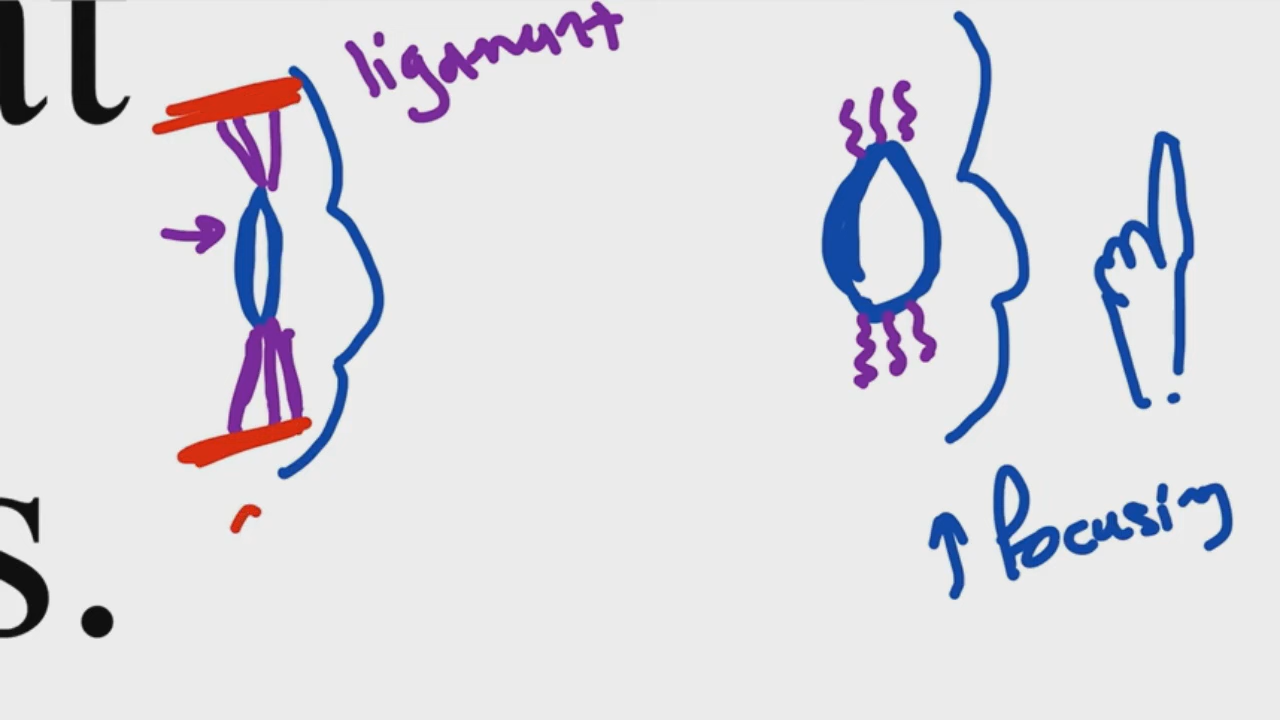 ligament
↑ focusing
s.